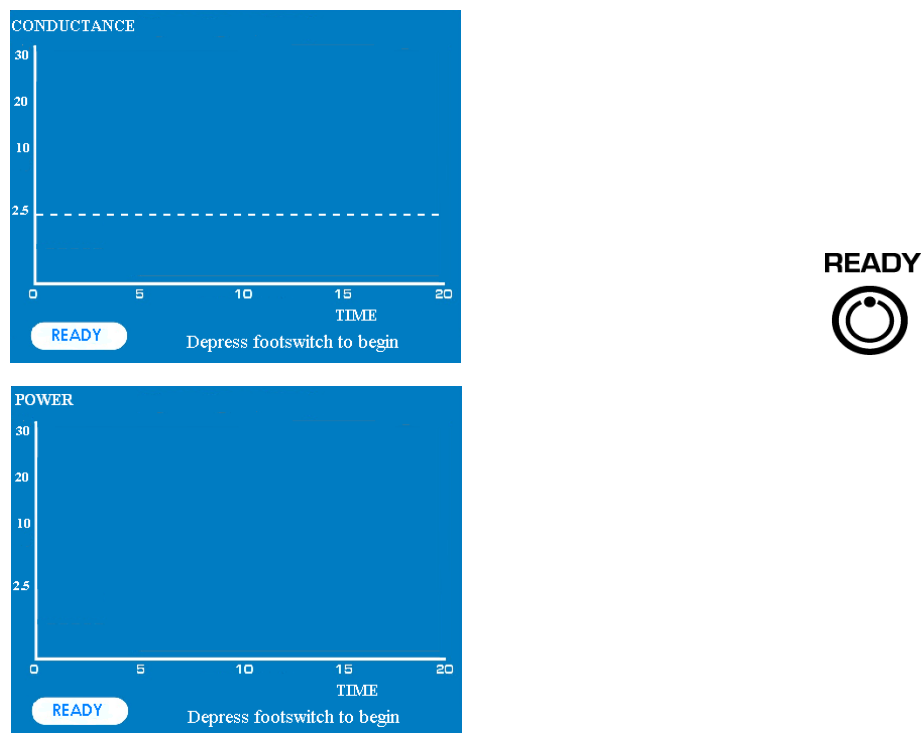 CONDUCTANCE
30
20
10
2.5
0 5 10 15 20
TIME
READY
Depress footswitch to begin
READY
POWER
30
20
10
2.5
0 5 10 15 20
TIME
READY
Depress footswitch to begin